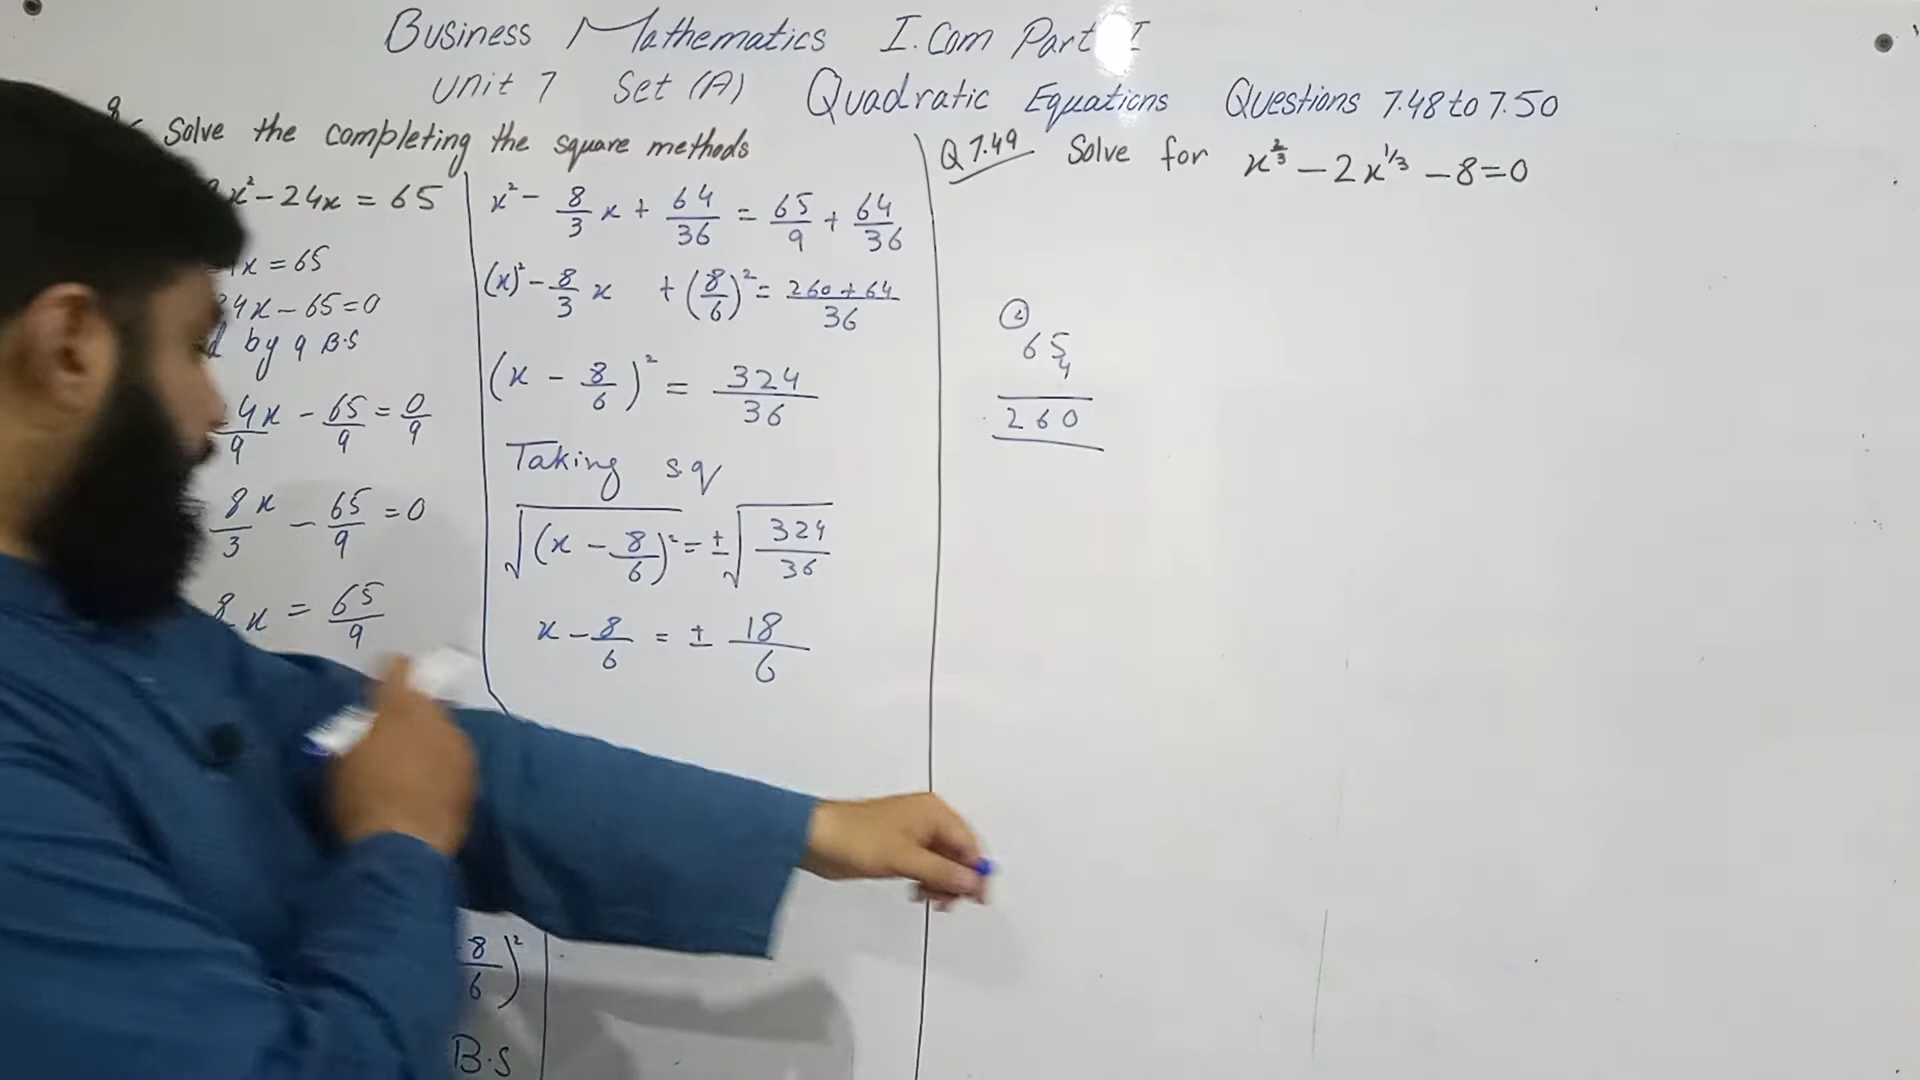 Business Mathematics I.Com Part I
Unit 7 Set (A) Quadratic Equations Questions 7.48 to 7.50
Solve the completing the square methods
x² - 24x = 65
x = 65
4x - 65 = 0
by 9 B.S
4x/9 - 65/9 = 0/9
8/3 x - 65/9 = 0
8 x = 65/9
8/6)²
B.S
x² - 8/3 x + 64/36 = 65/9 + 64/36
(x)² - 8/3 x + (8/6)² = 260 + 64/36
(x - 8/6)² = 324/36
Taking sq
√(x - 8/6)² = ± √324/36
x - 8/6 = ± 18/6
Q 7.49 Solve for x^2/3 - 2x^1/3 - 8 = 0
2
65
4
260